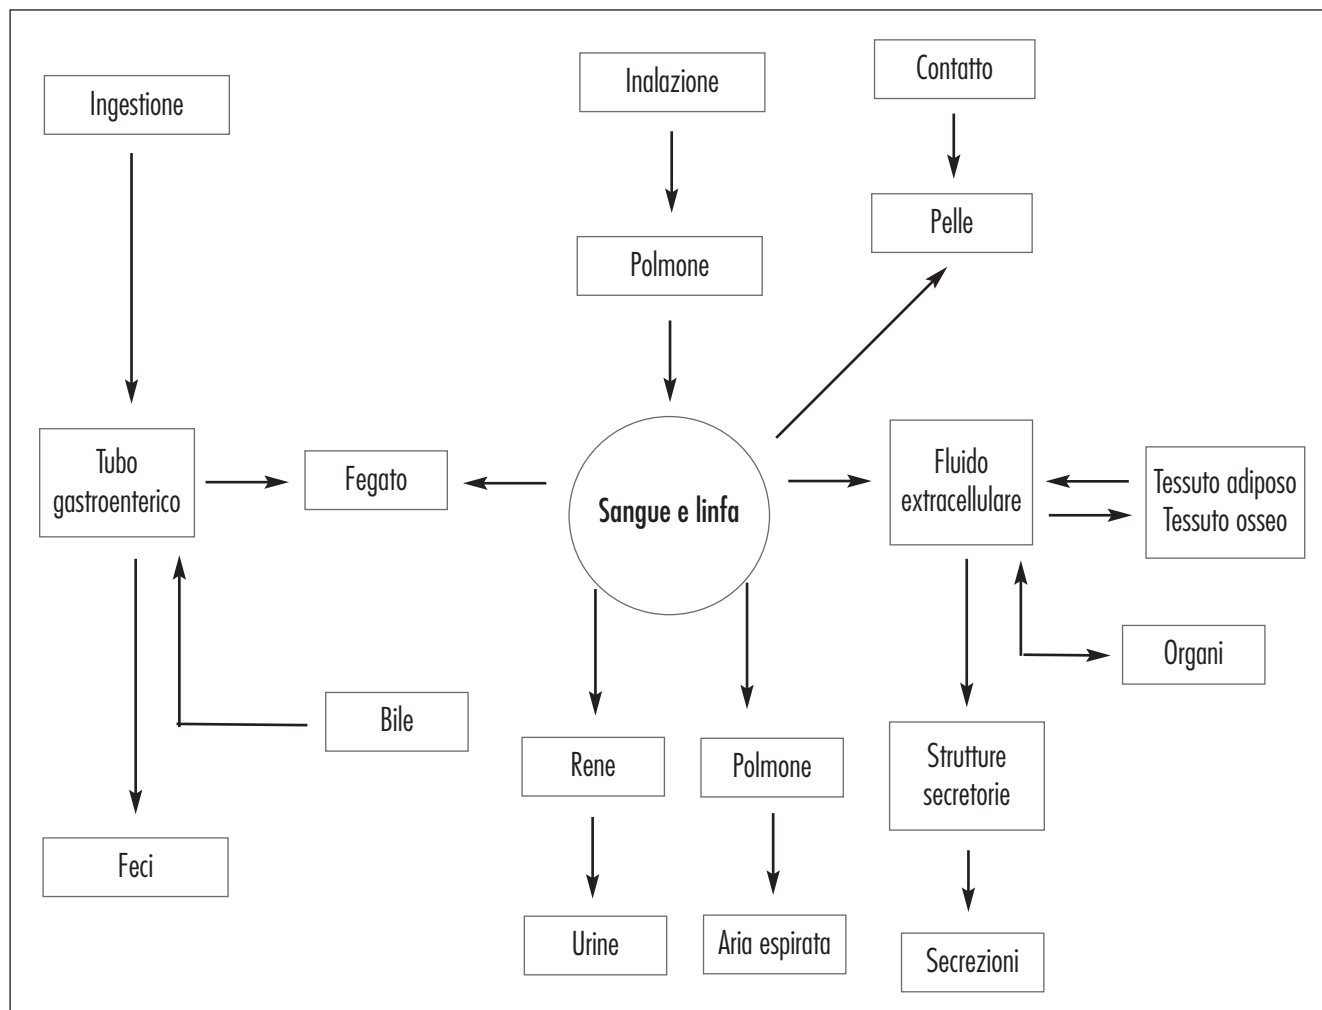 Contatto
Inalazione
Ingestione
Pelle
Polmone
Tubo
gastroenterico
Fegato
Sangue e linfa
Fluido
extracellulare
Tessuto adiposo
Tessuto osseo
Organi
Bile
Rene
Polmone
Strutture
secretorie
Feci
Urine
Aria espirata
Secrezioni